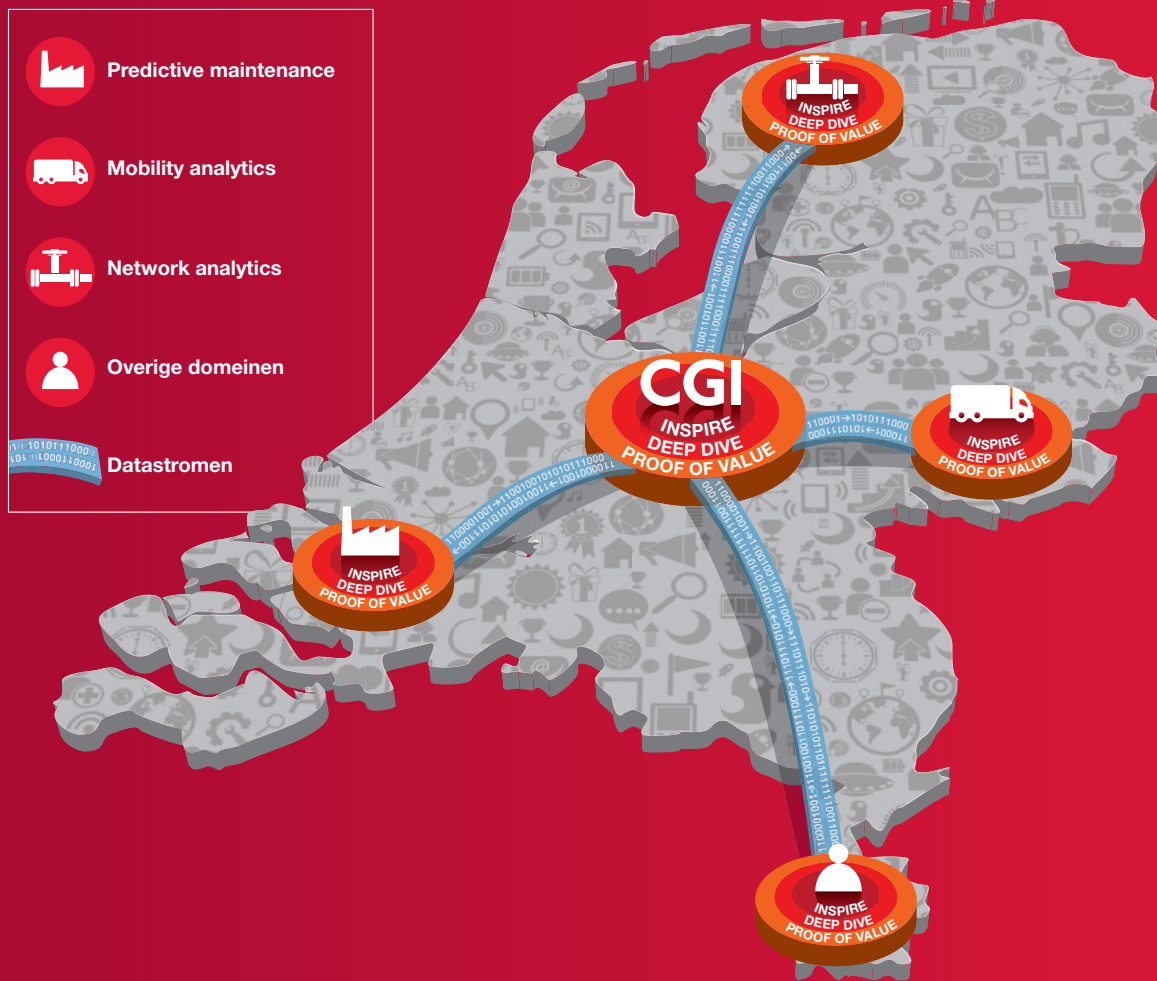 Predictive maintenance
Mobility analytics
Network analytics
Overige domeinen
Datastromen
INSPIRE
DEEP DIVE
PROOF OF VALUE
CGI
INSPIRE
DEEP DIVE
PROOF OF VALUE
INSPIRE
DEEP DIVE
PROOF OF VALUE
INSPIRE
DEEP DIVE
PROOF OF VALUE
INSPIRE
DEEP DIVE
PROOF OF VALUE